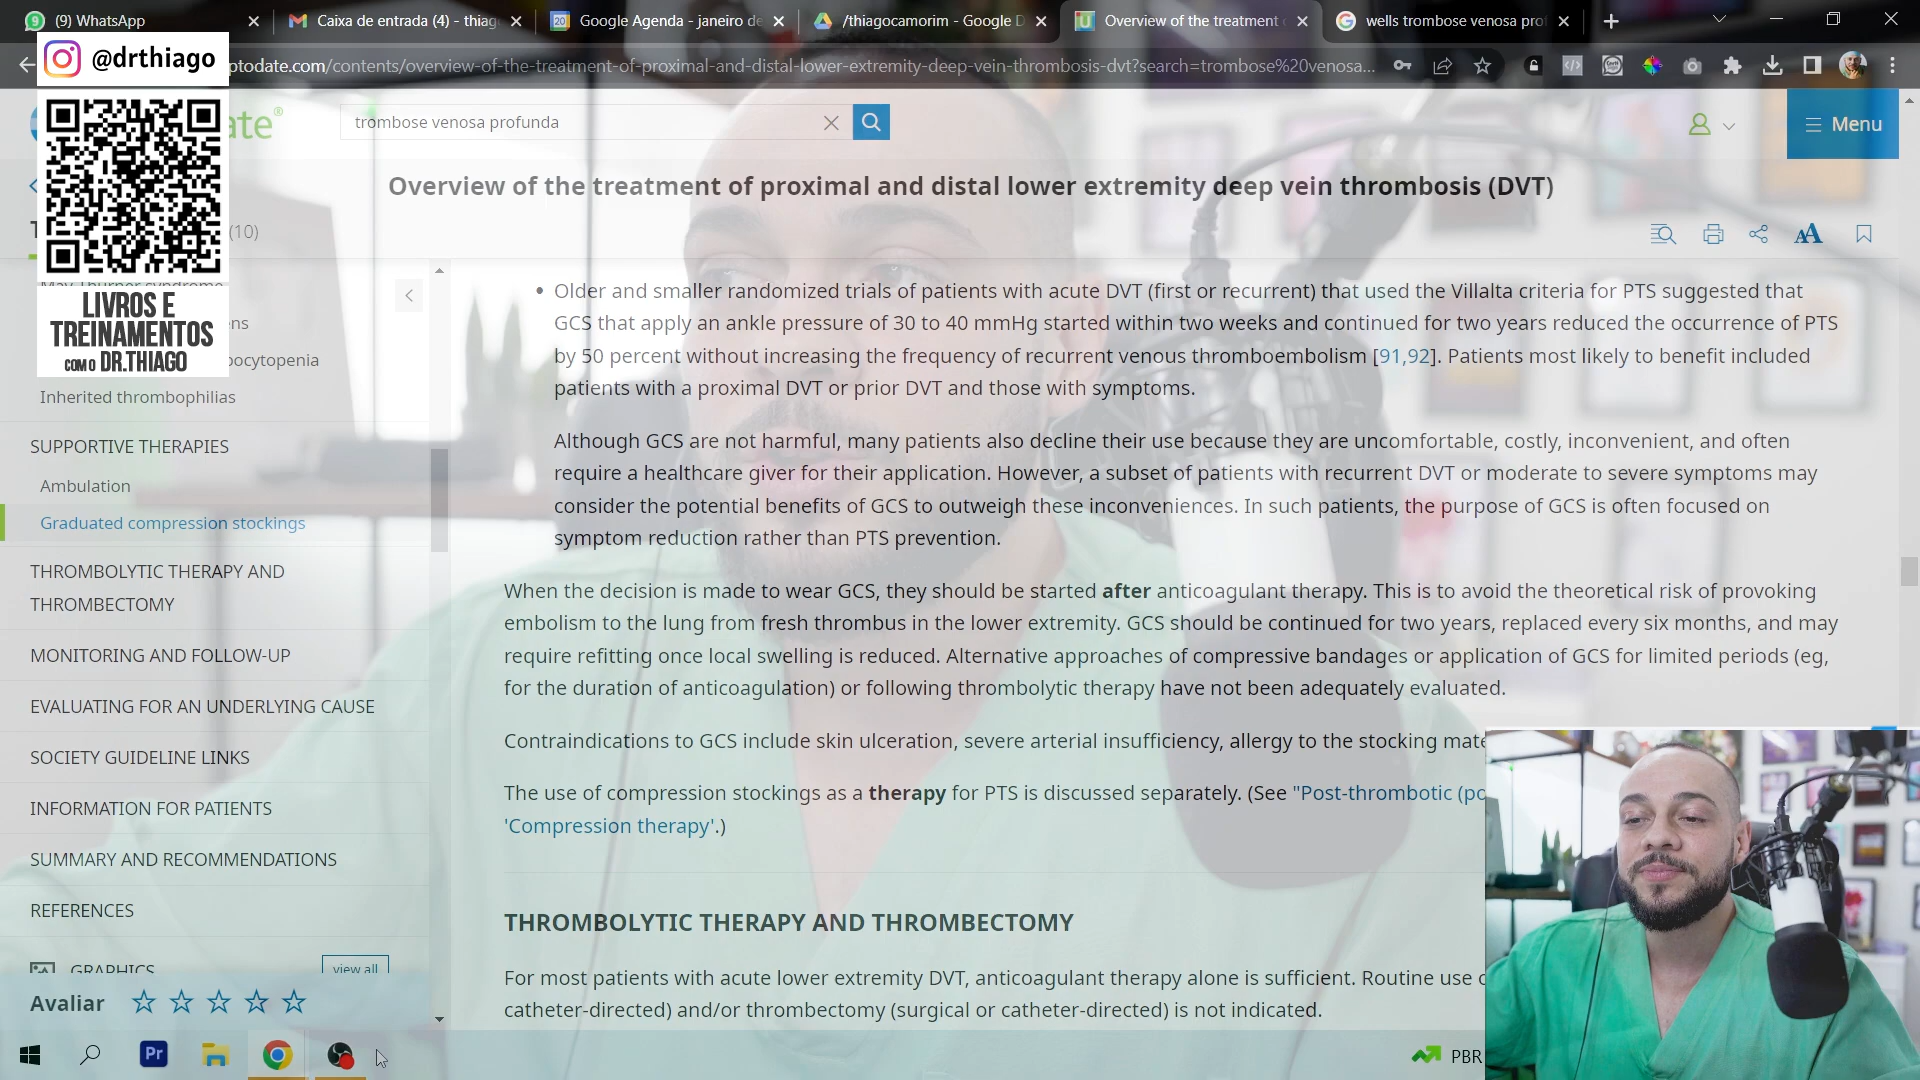 (9) WhatsApp
Caixa de entrada (4) - thiag
Google Agenda - janeiro de
/thiagocamorim - Google D
Overview of the treatment
wells trombose venosa prof
@drthiago
ptodate.com/contents/overview-of-the-treatment-of-proximal-and-distal-lower-extremity-deep-vein-thrombosis-dvt?search=trombose%20venosa...
ate®
trombose venosa profunda
Menu
Overview of the treatment of proximal and distal lower extremity deep vein thrombosis (DVT)
(10)
LIVROS E
TREINAMENTOS
COM O DR.THIAGO
May-Thurner syndrome
ens
ocytopenia
Inherited thrombophilias
SUPPORTIVE THERAPIES
Ambulation
Graduated compression stockings
THROMBOLYTIC THERAPY AND
THROMBECTOMY
MONITORING AND FOLLOW-UP
EVALUATING FOR AN UNDERLYING CAUSE
SOCIETY GUIDELINE LINKS
INFORMATION FOR PATIENTS
SUMMARY AND RECOMMENDATIONS
REFERENCES
GRAPHICS view all
Avaliar
• Older and smaller randomized trials of patients with acute DVT (first or recurrent) that used the Villalta criteria for PTS suggested that
GCS that apply an ankle pressure of 30 to 40 mmHg started within two weeks and continued for two years reduced the occurrence of PTS
by 50 percent without increasing the frequency of recurrent venous thromboembolism [91,92]. Patients most likely to benefit included
patients with a proximal DVT or prior DVT and those with symptoms.
Although GCS are not harmful, many patients also decline their use because they are uncomfortable, costly, inconvenient, and often
require a healthcare giver for their application. However, a subset of patients with recurrent DVT or moderate to severe symptoms may
consider the potential benefits of GCS to outweigh these inconveniences. In such patients, the purpose of GCS is often focused on
symptom reduction rather than PTS prevention.
When the decision is made to wear GCS, they should be started after anticoagulant therapy. This is to avoid the theoretical risk of provoking
embolism to the lung from fresh thrombus in the lower extremity. GCS should be continued for two years, replaced every six months, and may
require refitting once local swelling is reduced. Alternative approaches of compressive bandages or application of GCS for limited periods (eg,
for the duration of anticoagulation) or following thrombolytic therapy have not been adequately evaluated.
Contraindications to GCS include skin ulceration, severe arterial insufficiency, allergy to the stocking mate
The use of compression stockings as a therapy for PTS is discussed separately. (See "Post-thrombotic (po
'Compression therapy'.)
THROMBOLYTIC THERAPY AND THROMBECTOMY
For most patients with acute lower extremity DVT, anticoagulant therapy alone is sufficient. Routine use o
catheter-directed) and/or thrombectomy (surgical or catheter-directed) is not indicated.
Pr
PBR